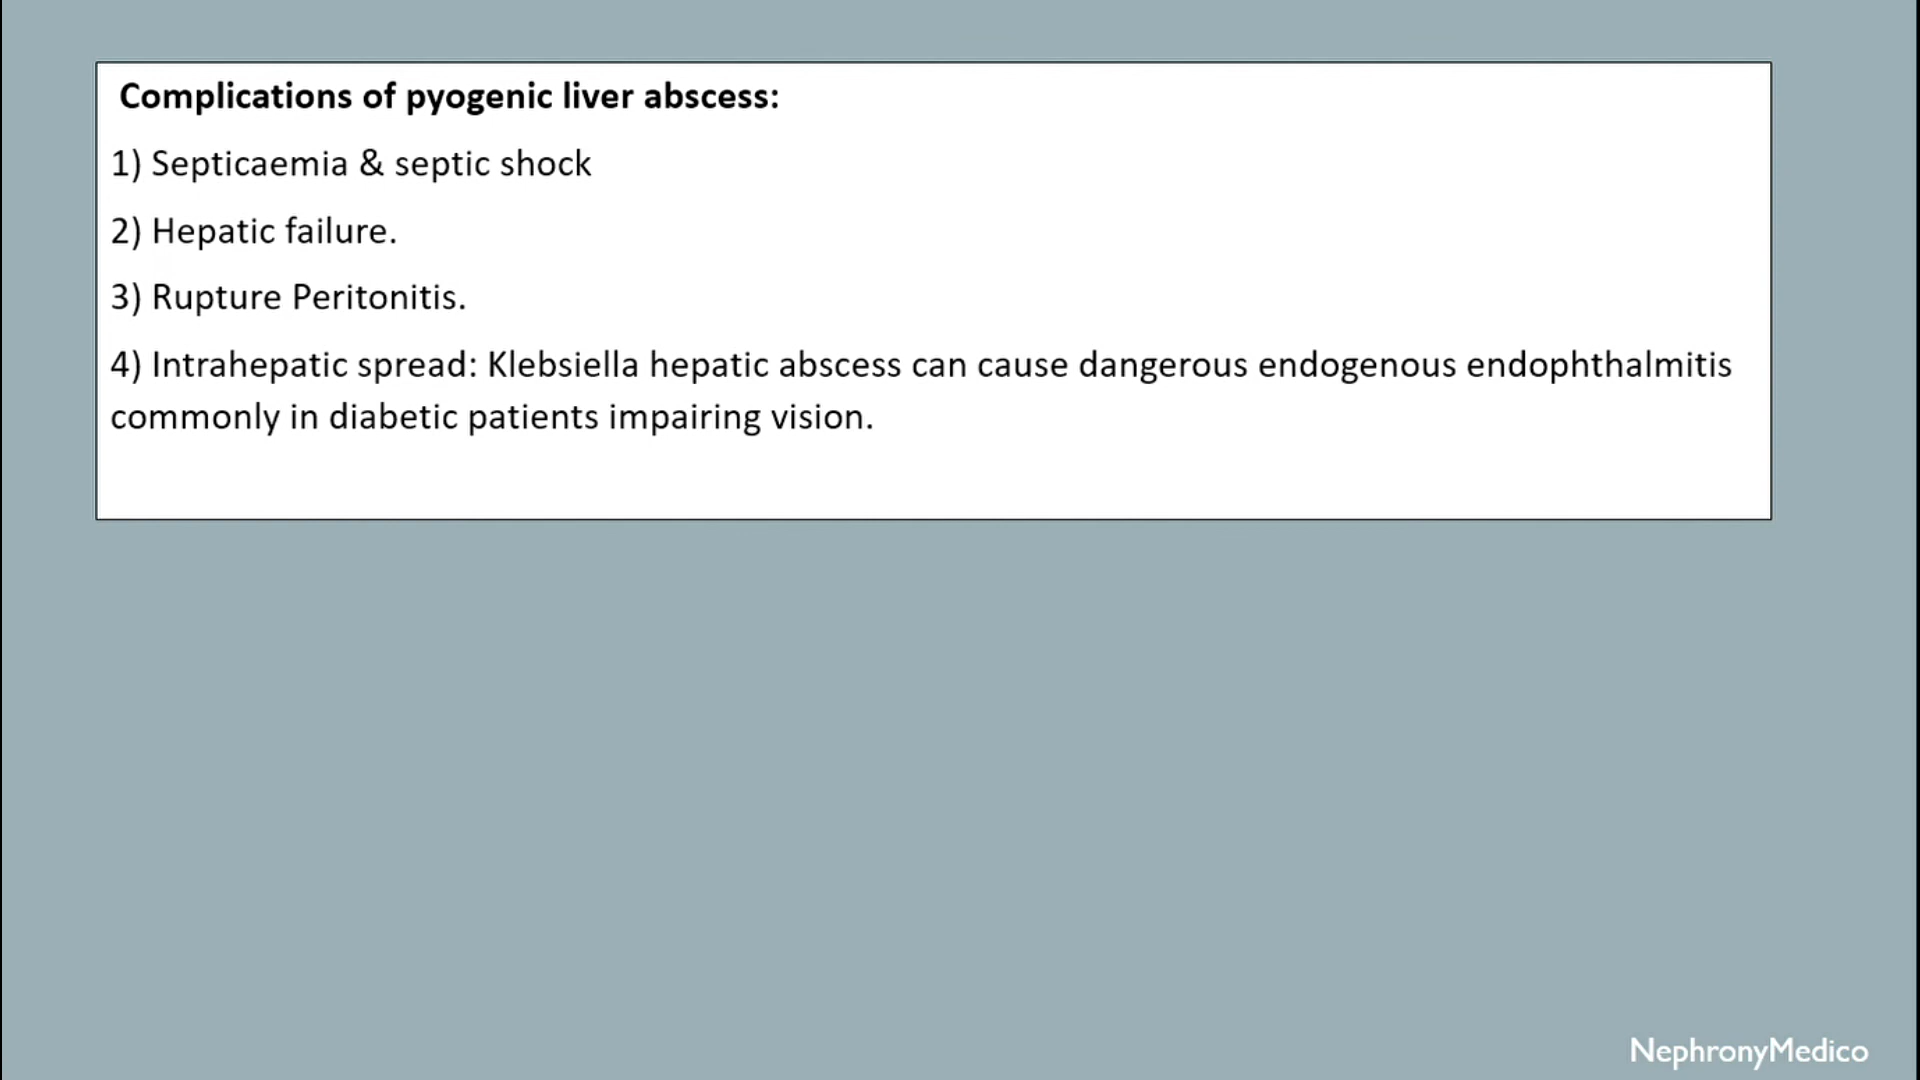 Complications of pyogenic liver abscess:
1) Septicaemia & septic shock
2) Hepatic failure.
3) Rupture Peritonitis.
4) Intrahepatic spread: Klebsiella hepatic abscess can cause dangerous endogenous endophthalmitis
commonly in diabetic patients impairing vision.
NephronyMedico